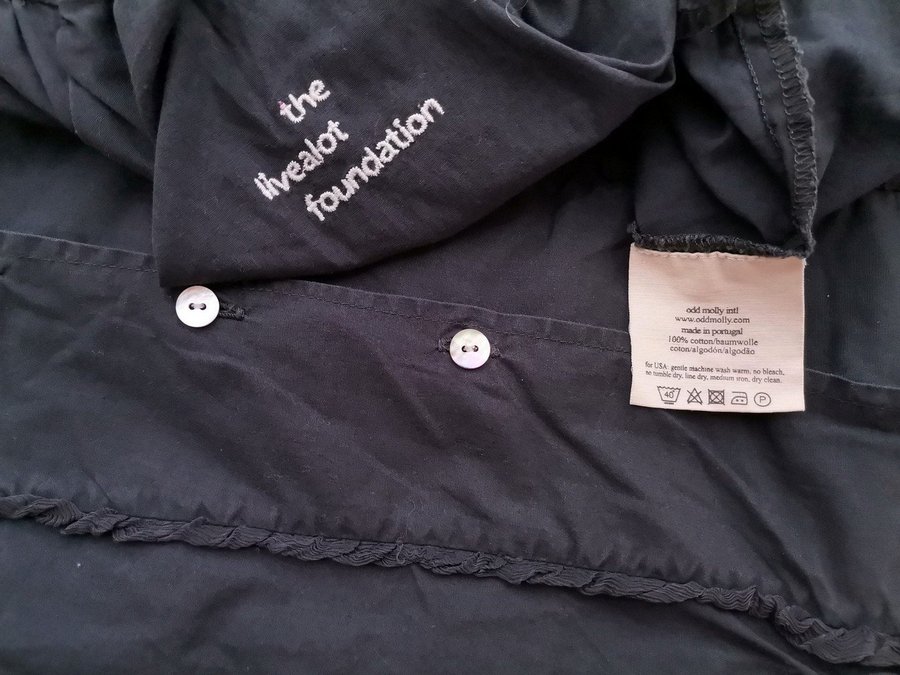 the
livealot
foundation
odd molly intl
www.oddmolly.com
made in portugal
100% cotton/baumwolle
coton/algodón/algodão
for USA: gentle machine wash warm, no bleach,
no tumble dry, line dry, medium iron, dry clean.
40° P